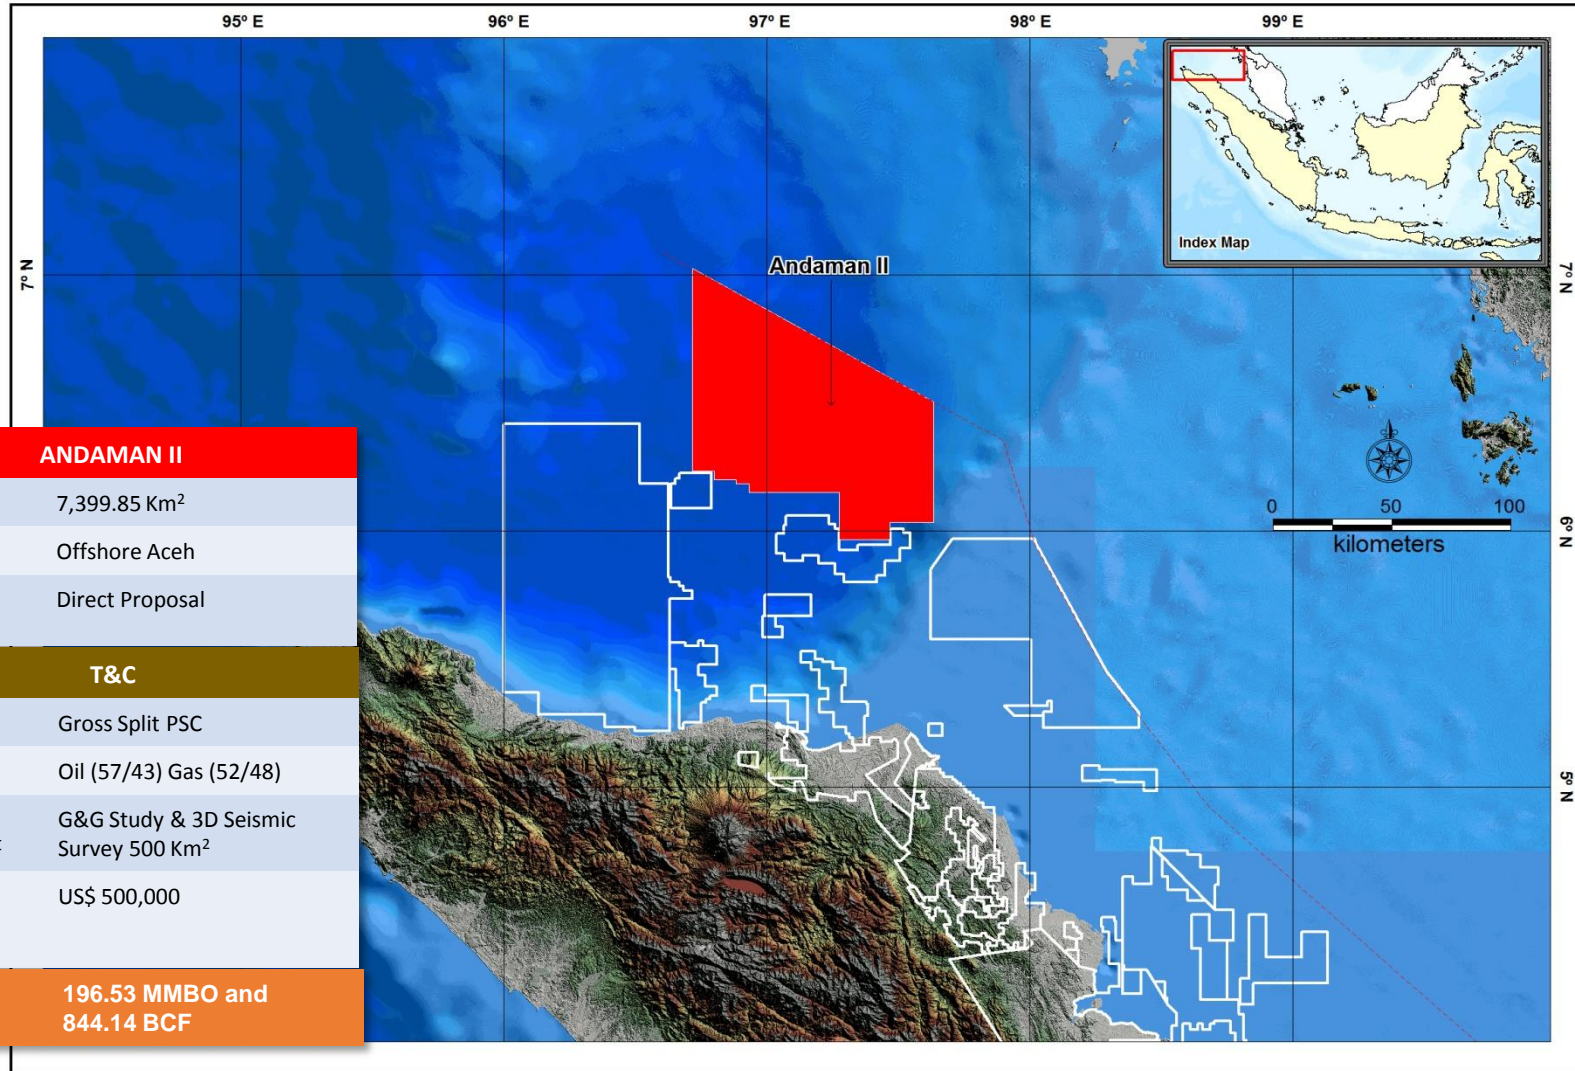 95° E
96° E
97° E
98° E
99° E
Index Map
7° N
7° N
Andaman II
ANDAMAN II
7,399.85 Km²
Offshore Aceh
Direct Proposal
0 50 100
kilometers
6° N
T&C
Gross Split PSC
Oil (57/43) Gas (52/48)
G&G Study & 3D Seismic
Survey 500 Km²
US$ 500,000
5° N
196.53 MMBO and
844.14 BCF